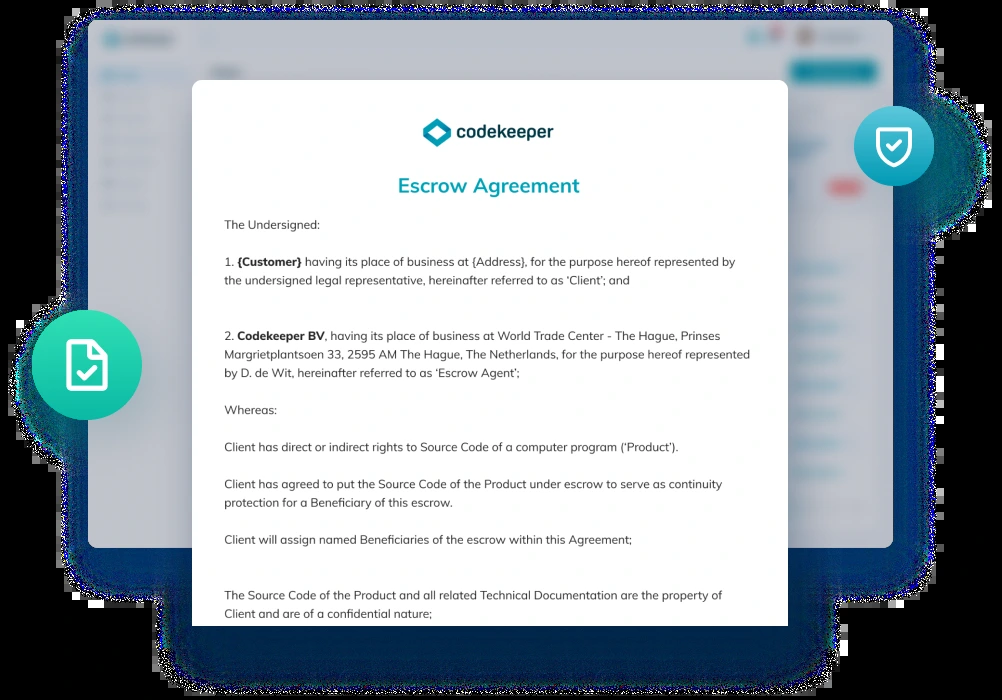 codekeeper
Escrow Agreement
The Undersigned:
1. {Customer} having its place of business at {Address}, for the purpose hereof represented by
the undersigned legal representative, hereinafter referred to as ‘Client’; and
2. Codekeeper BV, having its place of business at World Trade Center - The Hague, Prinses
Margrietplantsoen 33, 2595 AM The Hague, The Netherlands, for the purpose hereof represented
by D. de Wit, hereinafter referred to as ‘Escrow Agent’;
Whereas:
Client has direct or indirect rights to Source Code of a computer program (‘Product’).
Client has agreed to put the Source Code of the Product under escrow to serve as continuity
protection for a Beneficiary of this escrow.
Client will assign named Beneficiaries of the escrow within this Agreement;
The Source Code of the Product and all related Technical Documentation are the property of
Client and are of a confidential nature;